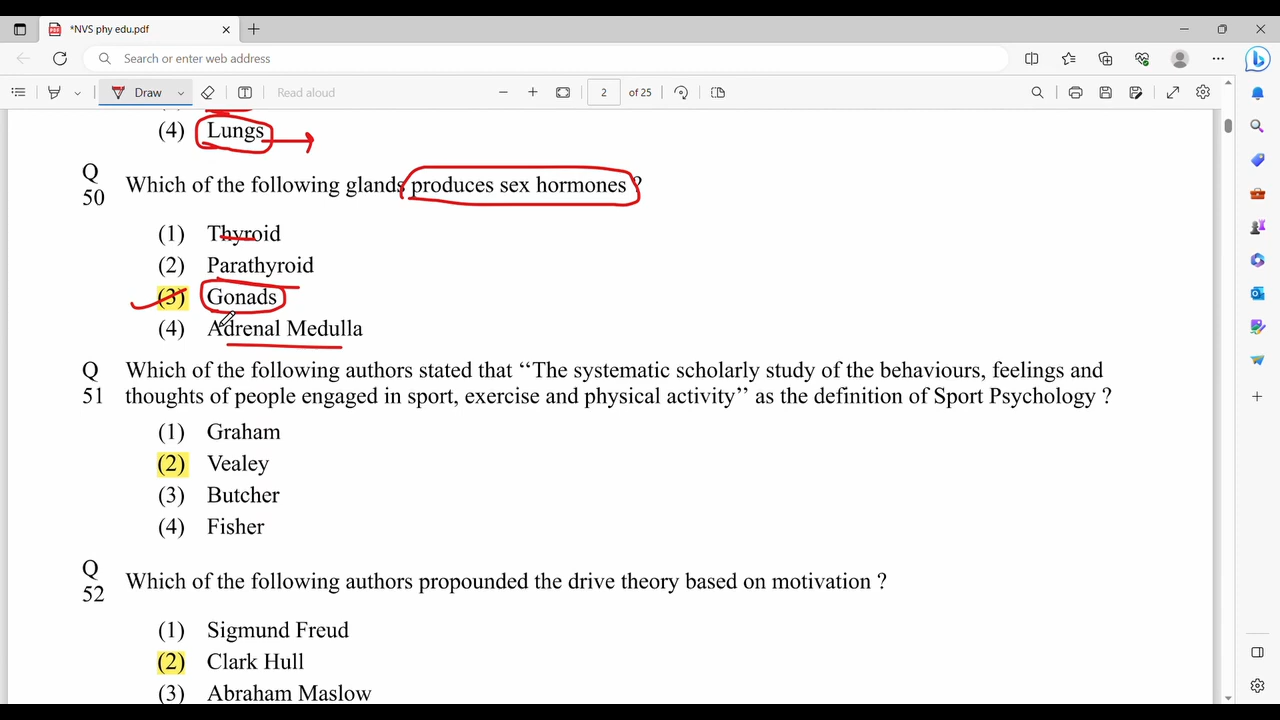 *NVS phy edu.pdf
Search or enter web address
Draw
Read aloud
2 of 25
(4) Lungs
Q 50 Which of the following glands produces sex hormones ?
(1) Thyroid
(2) Parathyroid
(3) Gonads
(4) Adrenal Medulla
Q Which of the following authors stated that ‘‘The systematic scholarly study of the behaviours, feelings and
51 thoughts of people engaged in sport, exercise and physical activity’’ as the definition of Sport Psychology ?
(1) Graham
(2) Vealey
(3) Butcher
(4) Fisher
Q 52 Which of the following authors propounded the drive theory based on motivation ?
(1) Sigmund Freud
(2) Clark Hull
(3) Abraham Maslow